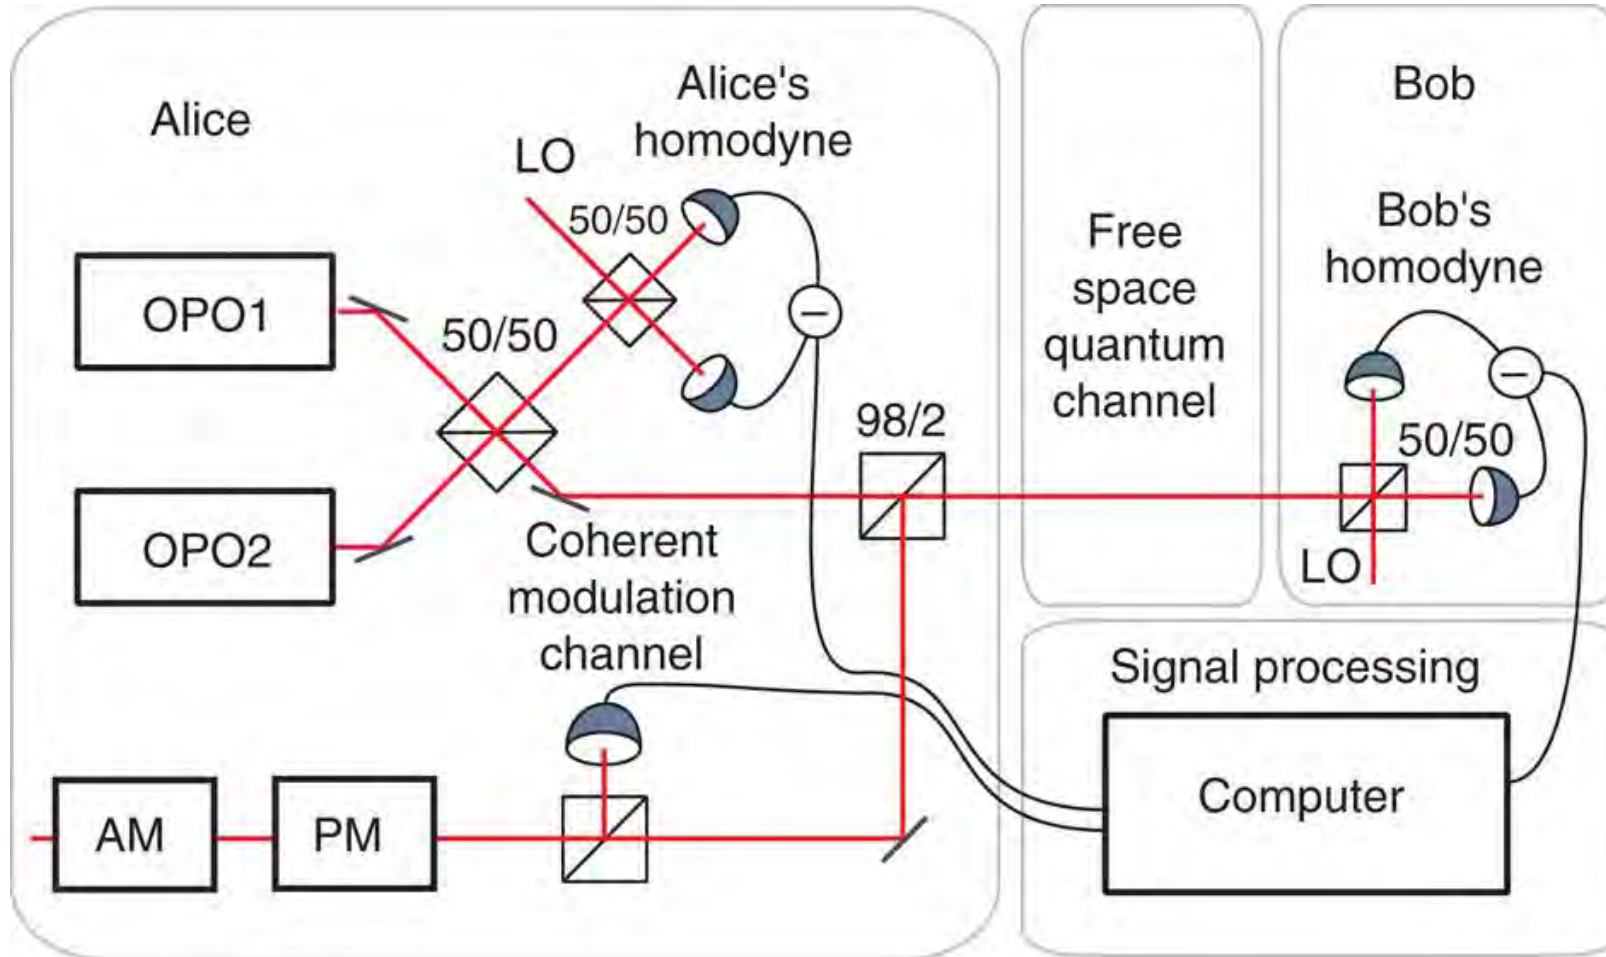 Alice
Alice's
homodyne
LO
50/50
OPO1
50/50
OPO2
98/2
Coherent
modulation
channel
AM
PM
Free
space
quantum
channel
Bob
Bob's
homodyne
50/50
LO
Signal processing
Computer